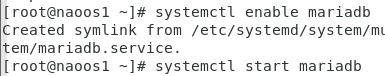 [root@naoos1 ~]# systemctl enable mariadb
Created symlink from /etc/systemd/system/mu
tem/mariadb.service.
[root@naoos1 ~]# systemctl start mariadb